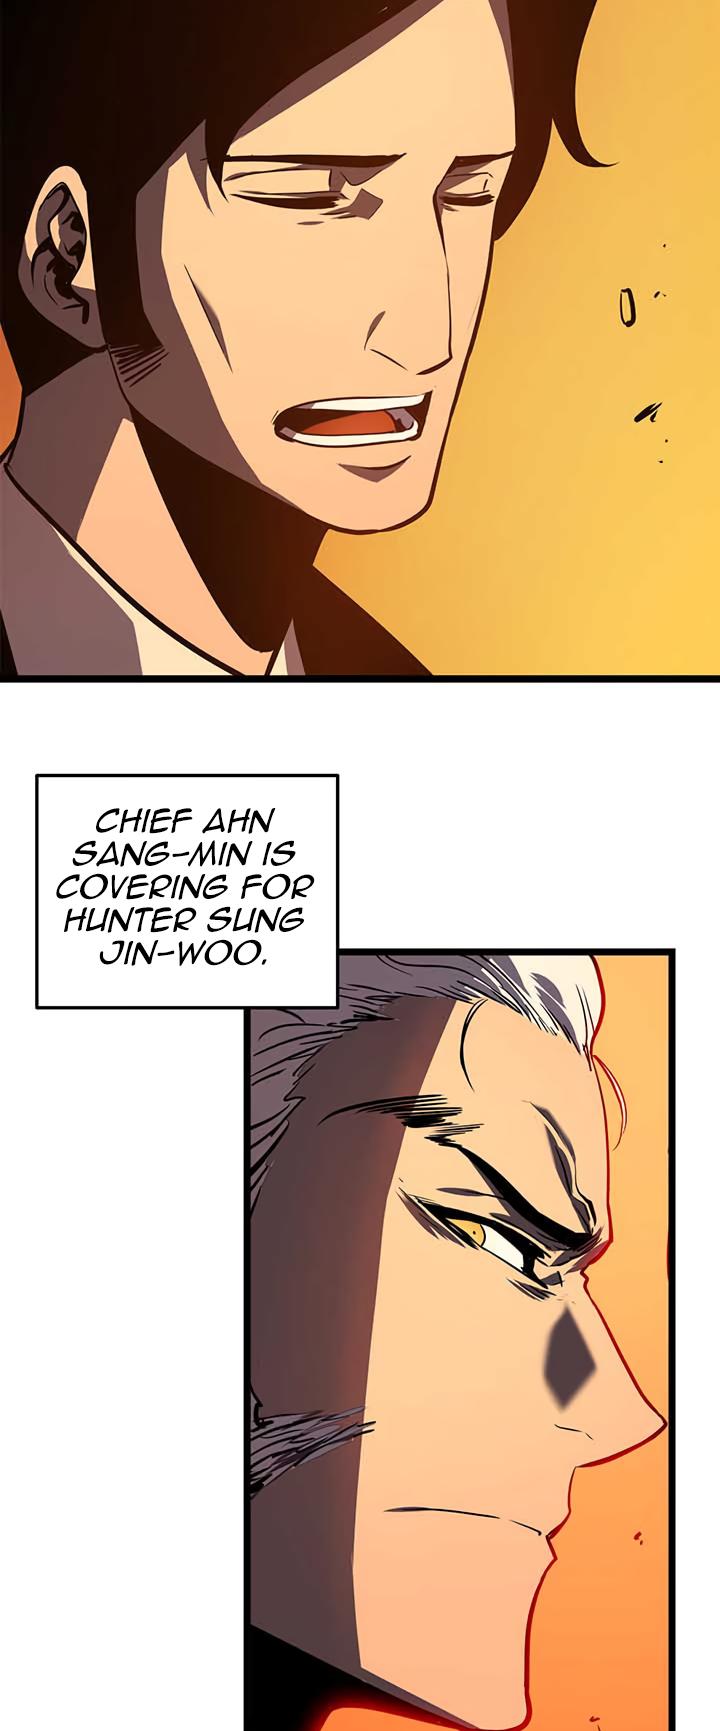 CHIEF AHN
SANG-MIN IS
COVERING FOR
HUNTER SUNG
JIN-WOO.